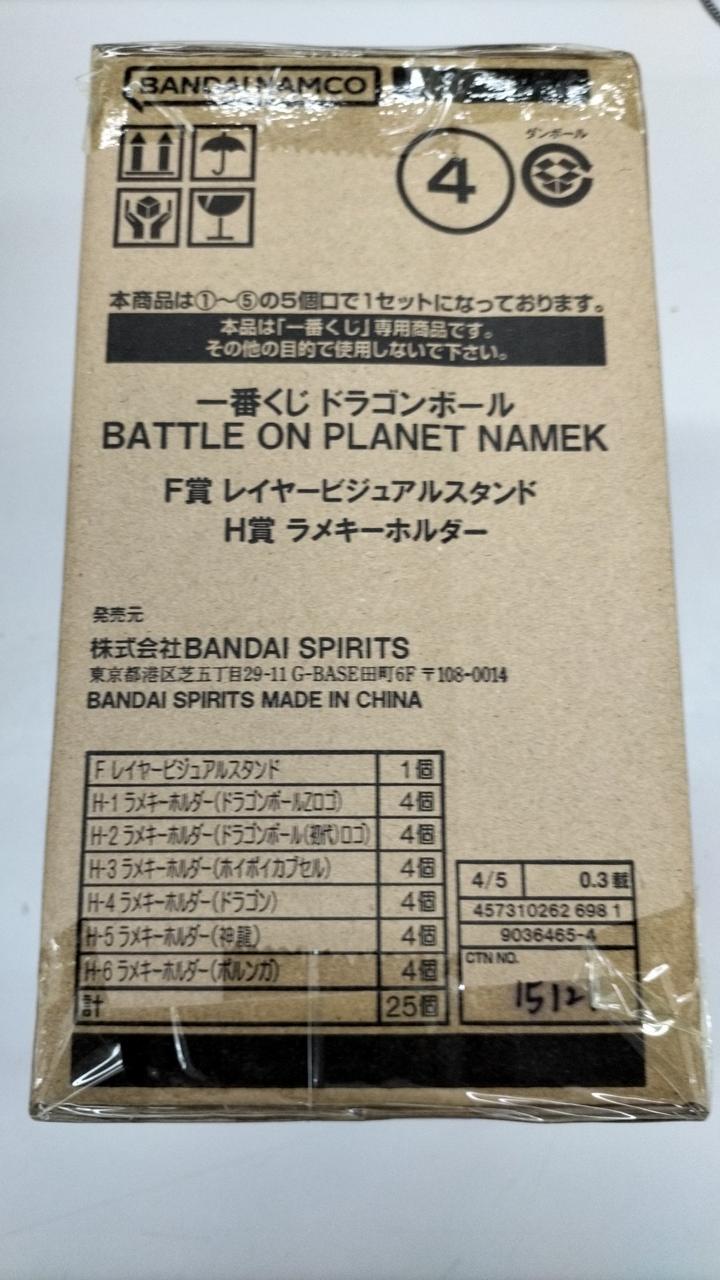 BANDAI NAMCO
4
ダンボール
本商品は①～⑤の5個口で1セットになっております。
本品は「一番くじ」専用商品です。
その他の目的で使用しないで下さい。
一番くじ ドラゴンボール
BATTLE ON PLANET NAMEK
F賞 レイヤービジュアルスタンド
H賞 ラメキーホルダー
発売元
株式会社BANDAI SPIRITS
東京都港区芝五丁目29-11 G-BASE田町6F 〒108-0014
BANDAI SPIRITS MADE IN CHINA
F レイヤービジュアルスタンド 1個
H-1 ラメキーホルダー(ドラゴンボールZロゴ) 4個
H-2 ラメキーホルダー(ドラゴンボール(初代)ロゴ) 4個
H-3 ラメキーホルダー(ホイポイカプセル) 4個
H-4 ラメキーホルダー(ドラゴン) 4個
H-5 ラメキーホルダー(神龍) 4個
H-6 ラメキーホルダー(ポルンガ) 4個
計 25個
4/5 0.3載
457310262 698 1
9036465-4
CTN NO.